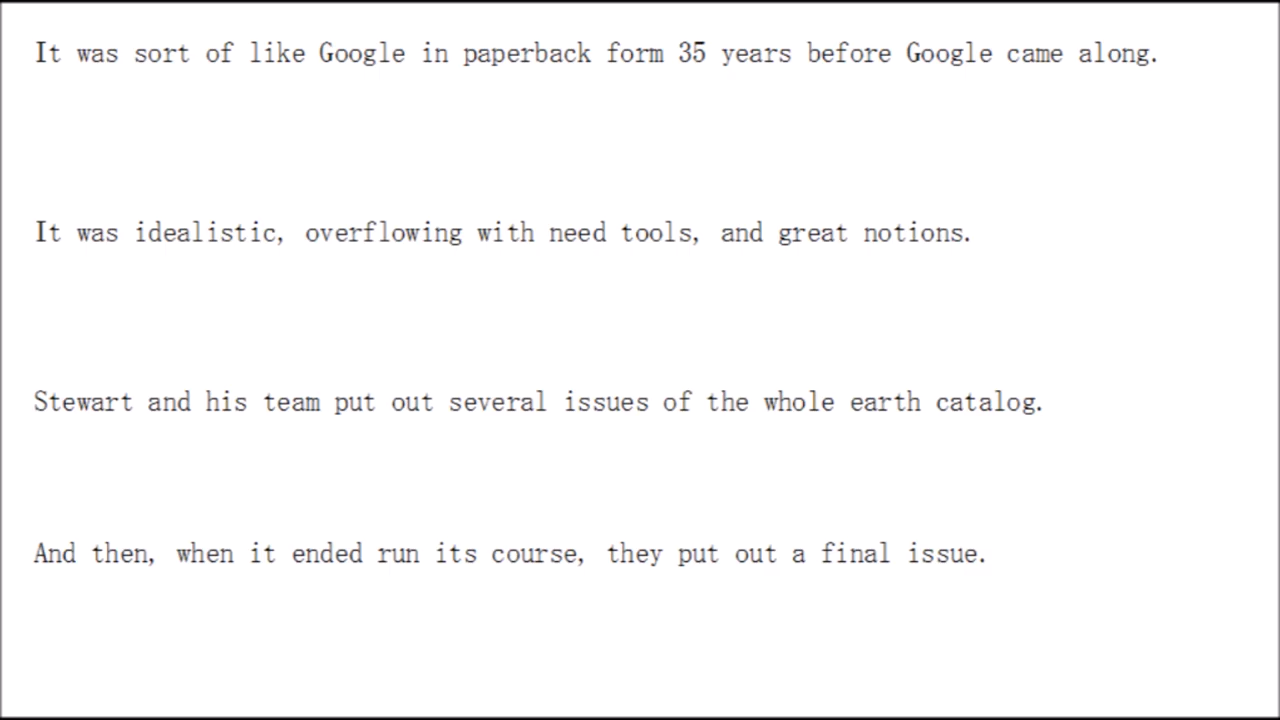 It was sort of like Google in paperback form 35 years before Google came along.
It was idealistic, overflowing with need tools, and great notions.
Stewart and his team put out several issues of the whole earth catalog.
And then, when it ended run its course, they put out a final issue.